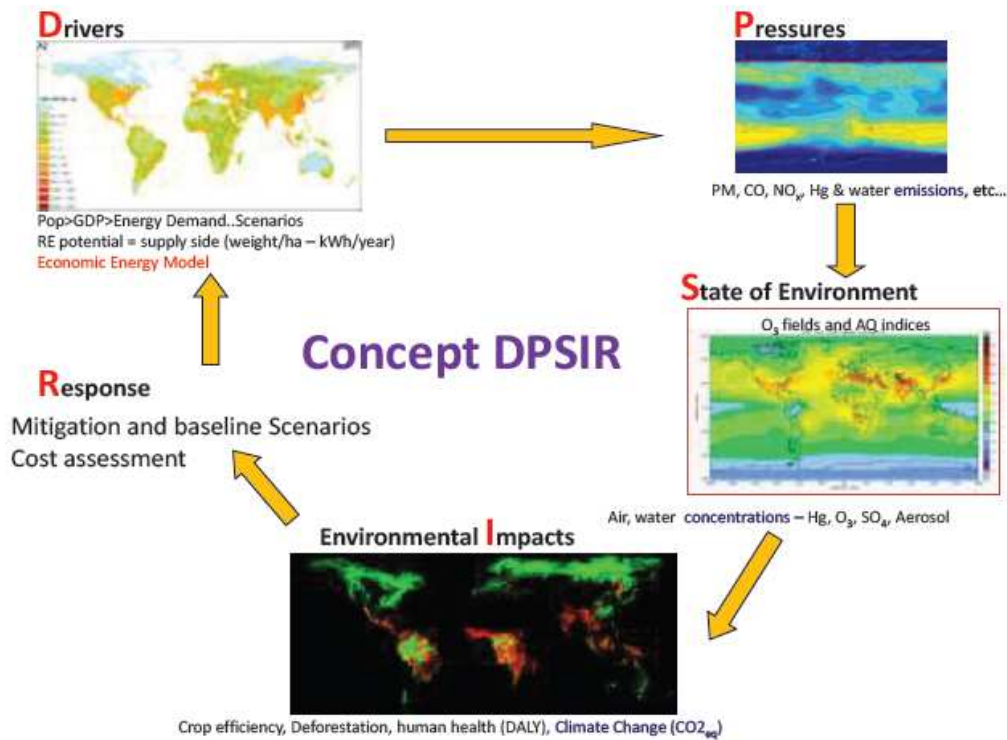 Drivers
Pressures
PM, CO, NOx, Hg & water emissions, etc...
Pop>GDP>Energy Demand..Scenarios
RE potential = supply side (weight/ha – kWh/year)
Economic Energy Model
State of Environment
O3 fields and AQ indices
Concept DPSIR
Response
Mitigation and baseline Scenarios
Cost assessment
Air, water concentrations – Hg, O3, SO4, Aerosol
Environmental Impacts
Crop efficiency, Deforestation, human health (DALY), Climate Change (CO2eq)